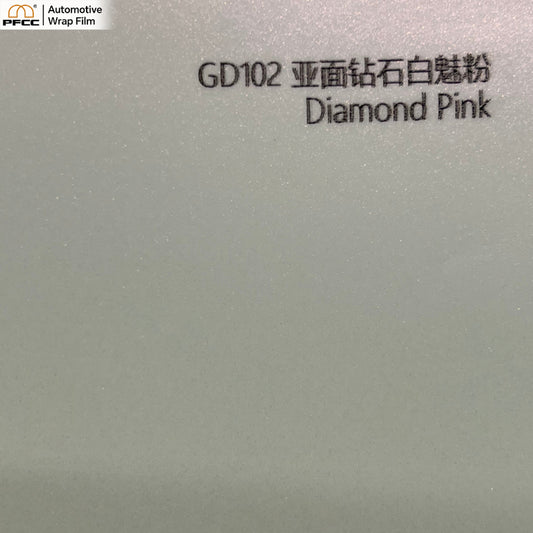 PFCC
Automotive
Wrap Film
GD102 亚面钻石白魅粉
Diamond Pink